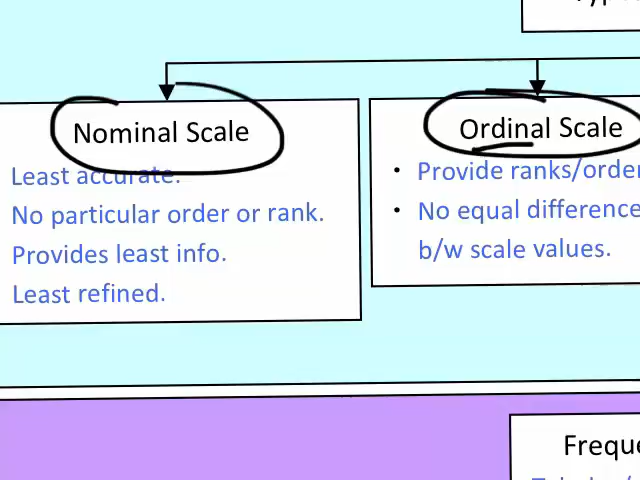 Nominal Scale
Least accurate.
No particular order or rank.
Provides least info.
Least refined.
Ordinal Scale
• Provide ranks/order
• No equal difference
b/w scale values.